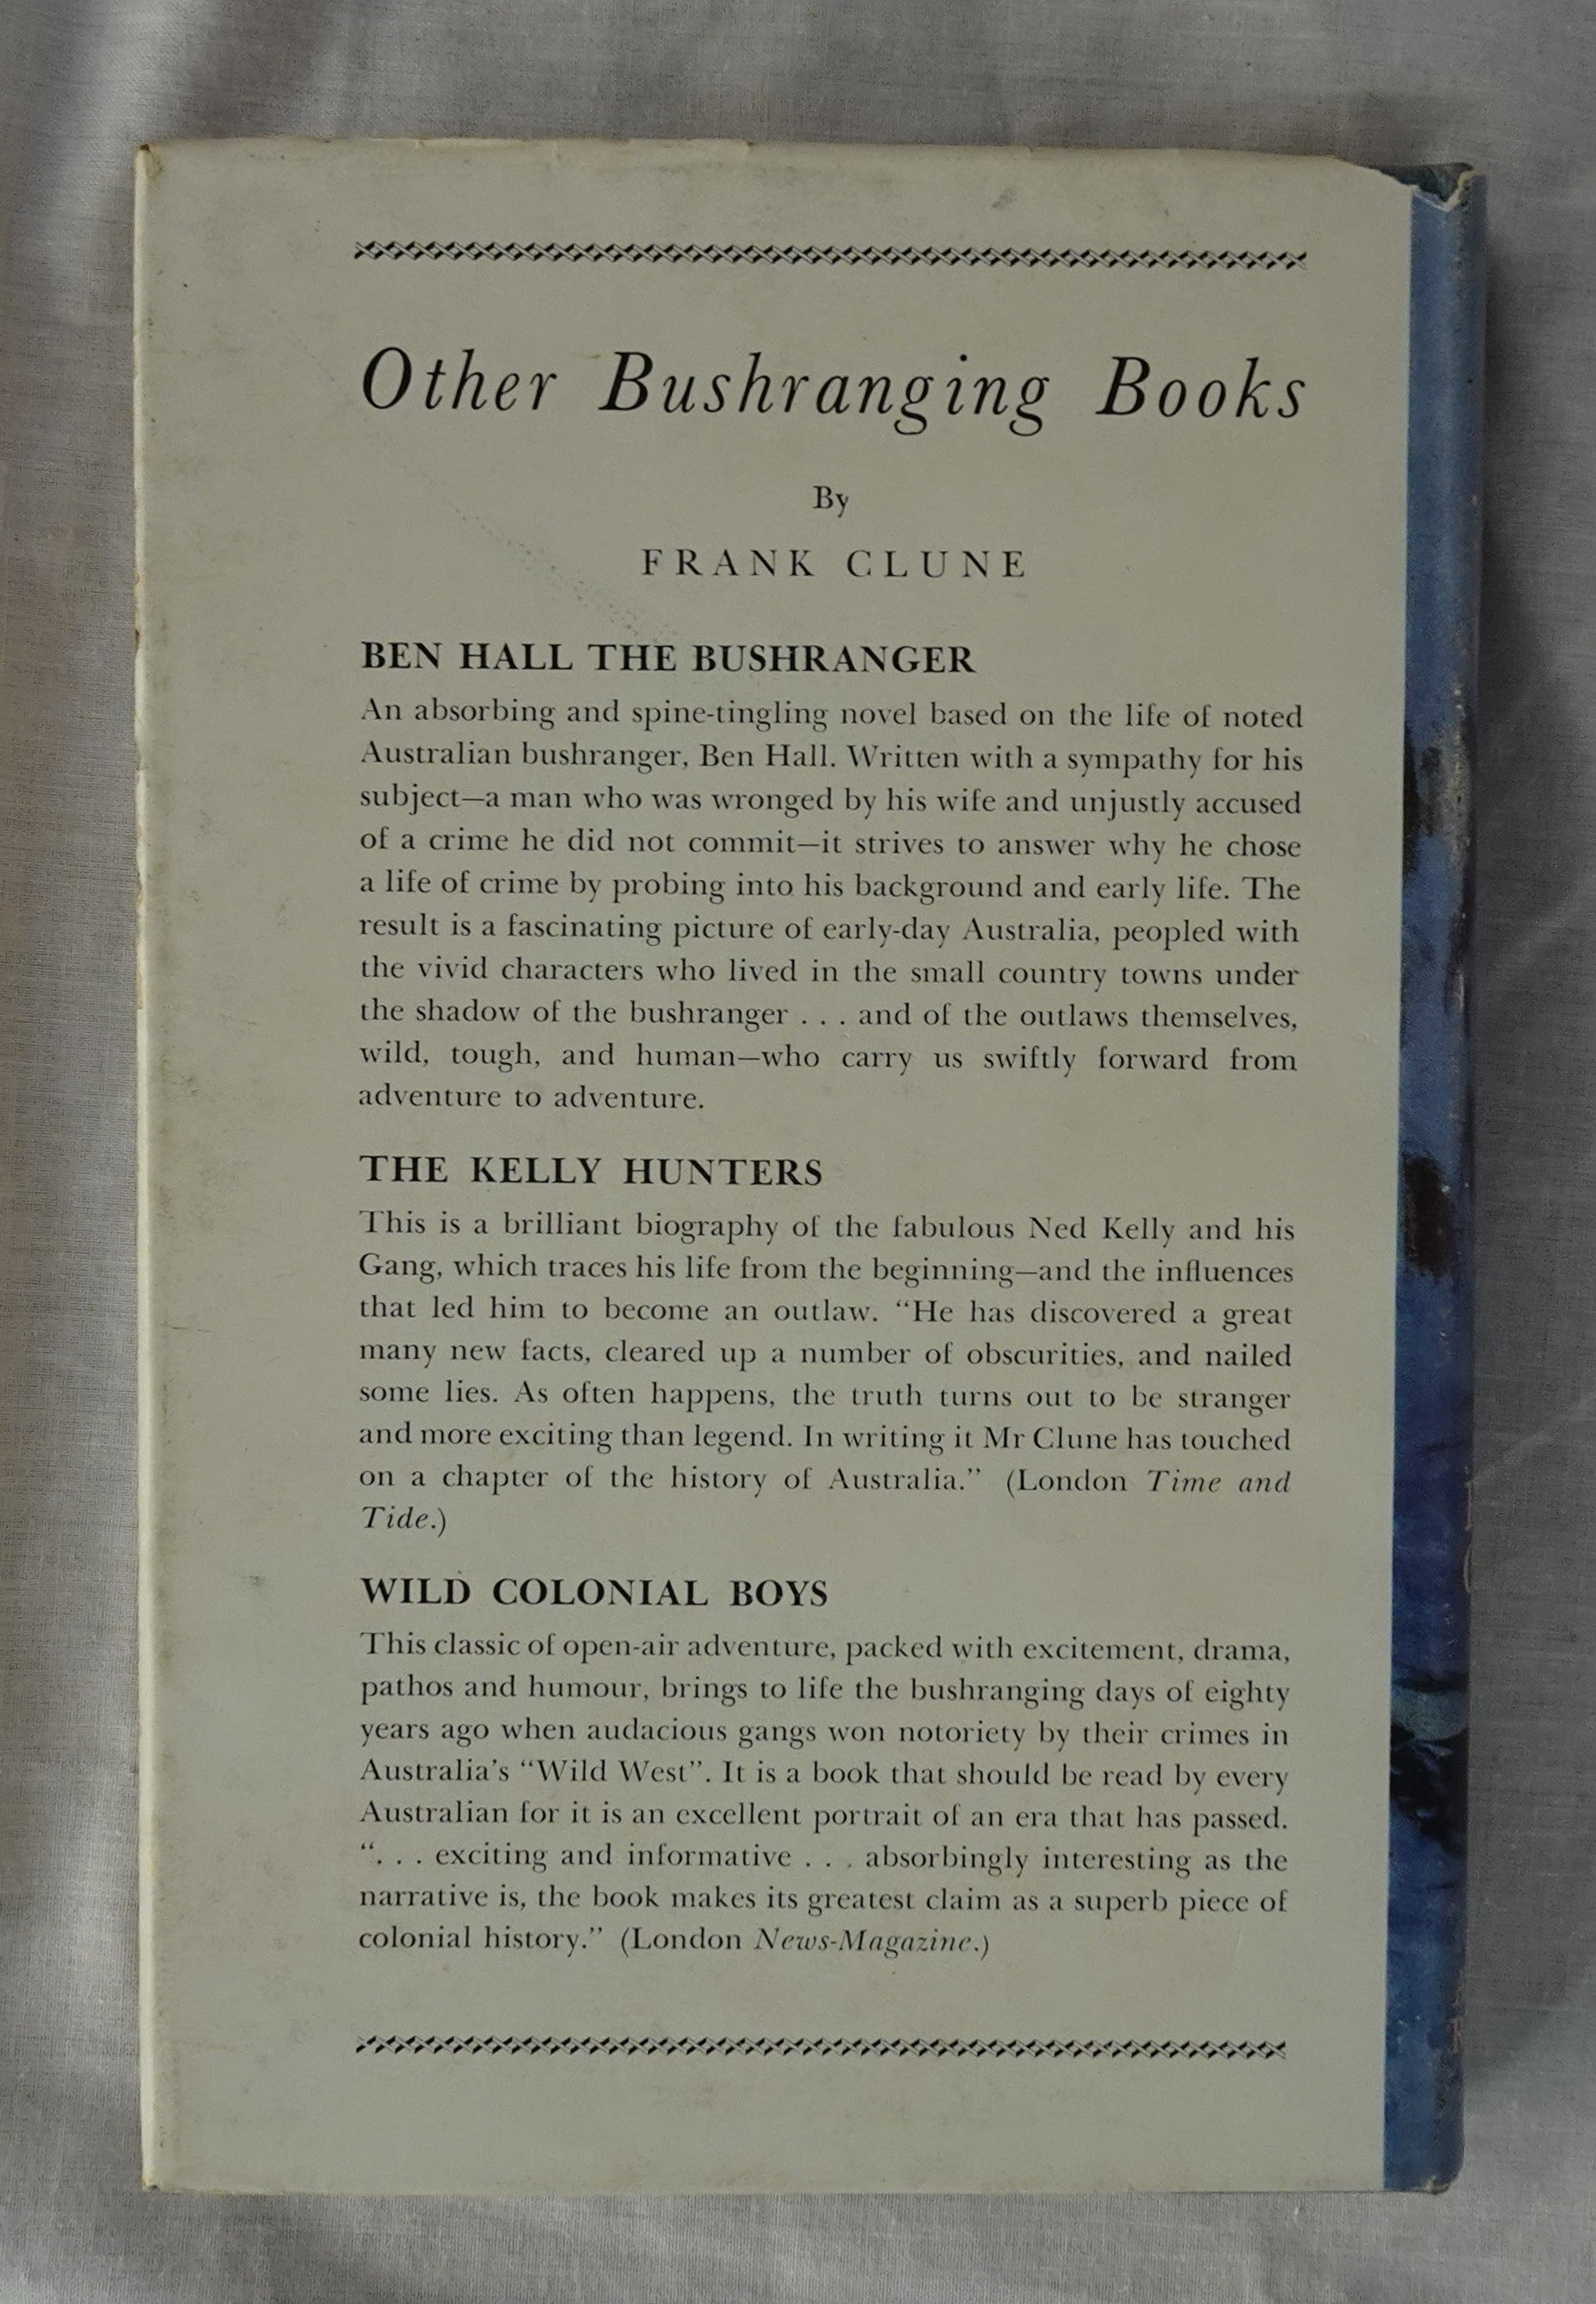 Other Bushranging Books
By
FRANK CLUNE
BEN HALL THE BUSHRANGER
An absorbing and spine-tingling novel based on the life of noted
Australian bushranger, Ben Hall. Written with a sympathy for his
subject—a man who was wronged by his wife and unjustly accused
of a crime he did not commit—it strives to answer why he chose
a life of crime by probing into his background and early life. The
result is a fascinating picture of early-day Australia, peopled with
the vivid characters who lived in the small country towns under
the shadow of the bushranger . . . and of the outlaws themselves,
wild, tough, and human—who carry us swiftly forward from
adventure to adventure.
THE KELLY HUNTERS
This is a brilliant biography of the fabulous Ned Kelly and his
Gang, which traces his life from the beginning—and the influences
that led him to become an outlaw. “He has discovered a great
many new facts, cleared up a number of obscurities, and nailed
some lies. As often happens, the truth turns out to be stranger
and more exciting than legend. In writing it Mr Clune has touched
on a chapter of the history of Australia.” (London Time and
Tide.)
WILD COLONIAL BOYS
This classic of open-air adventure, packed with excitement, drama,
pathos and humour, brings to life the bushranging days of eighty
years ago when audacious gangs won notoriety by their crimes in
Australia’s “Wild West”. It is a book that should be read by every
Australian for it is an excellent portrait of an era that has passed.
“. . . exciting and informative . . . absorbingly interesting as the
narrative is, the book makes its greatest claim as a superb piece of
colonial history.” (London News-Magazine.)